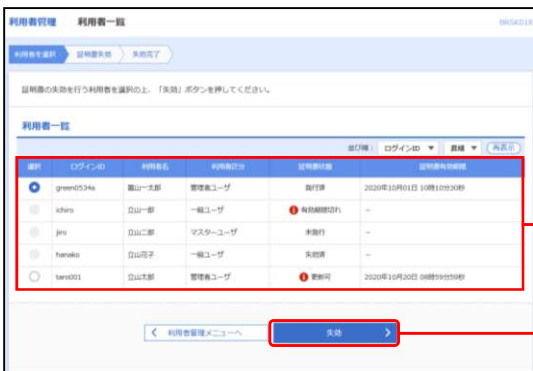 利用者管理　利用者一覧
BRSK019
利用者を選択　証明書失効　失効完了
証明書の失効を行う利用者を選択の上、「失効」ボタンを押してください。
利用者一覧
並び順： ログインID ▼ 昇順 ▼ 再表示
選択　ログインID　利用者名　利用者区分　証明書状態　証明書有効期限
green0534a　富山一太郎　管理者ユーザ　発行済　2020年10月01日 10時10分30秒
ichiro　立山一郎　一般ユーザ　有効期限切れ　－
jiro　立山二郎　マスターユーザ　未発行　－
hanako　立山花子　一般ユーザ　失効済　－
taro001　立山太郎　管理者ユーザ　更新可　2020年10月20日 08時59分59秒
利用者管理メニューへ　失効